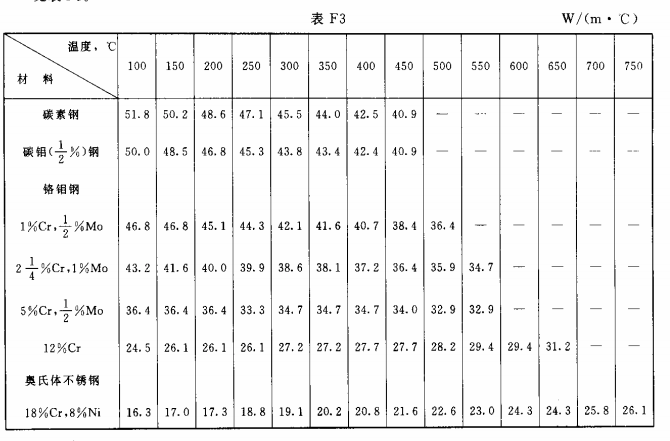 表 F3 W/(m·℃)
温度,℃
材 料 100 150 200 250 300 350 400 450 500 550 600 650 700 750
碳素钢 51.8 50.2 48.6 47.1 45.5 44.0 42.5 40.9 — — — — — —
碳钼(1/2%)钢 50.0 48.5 46.8 45.3 43.8 43.4 42.4 40.9 — — — — — —
铬钼钢
1%Cr,1/2%Mo 46.8 46.8 45.1 44.3 42.1 41.6 40.7 38.4 36.4 — — — — —
2 1/4%Cr,1%Mo 43.2 41.6 40.0 39.9 38.6 38.1 37.2 36.4 35.9 34.7 — — — —
5%Cr,1/2%Mo 36.4 36.4 36.4 33.3 34.7 34.7 34.7 34.0 32.9 32.9 — — — —
12%Cr 24.5 26.1 26.1 26.1 27.2 27.2 27.7 27.7 28.2 29.4 29.4 31.2 — —
奥氏体不锈钢
18%Cr,8%Ni 16.3 17.0 17.3 18.8 19.1 20.2 20.8 21.6 22.6 23.0 24.3 24.3 25.8 26.1